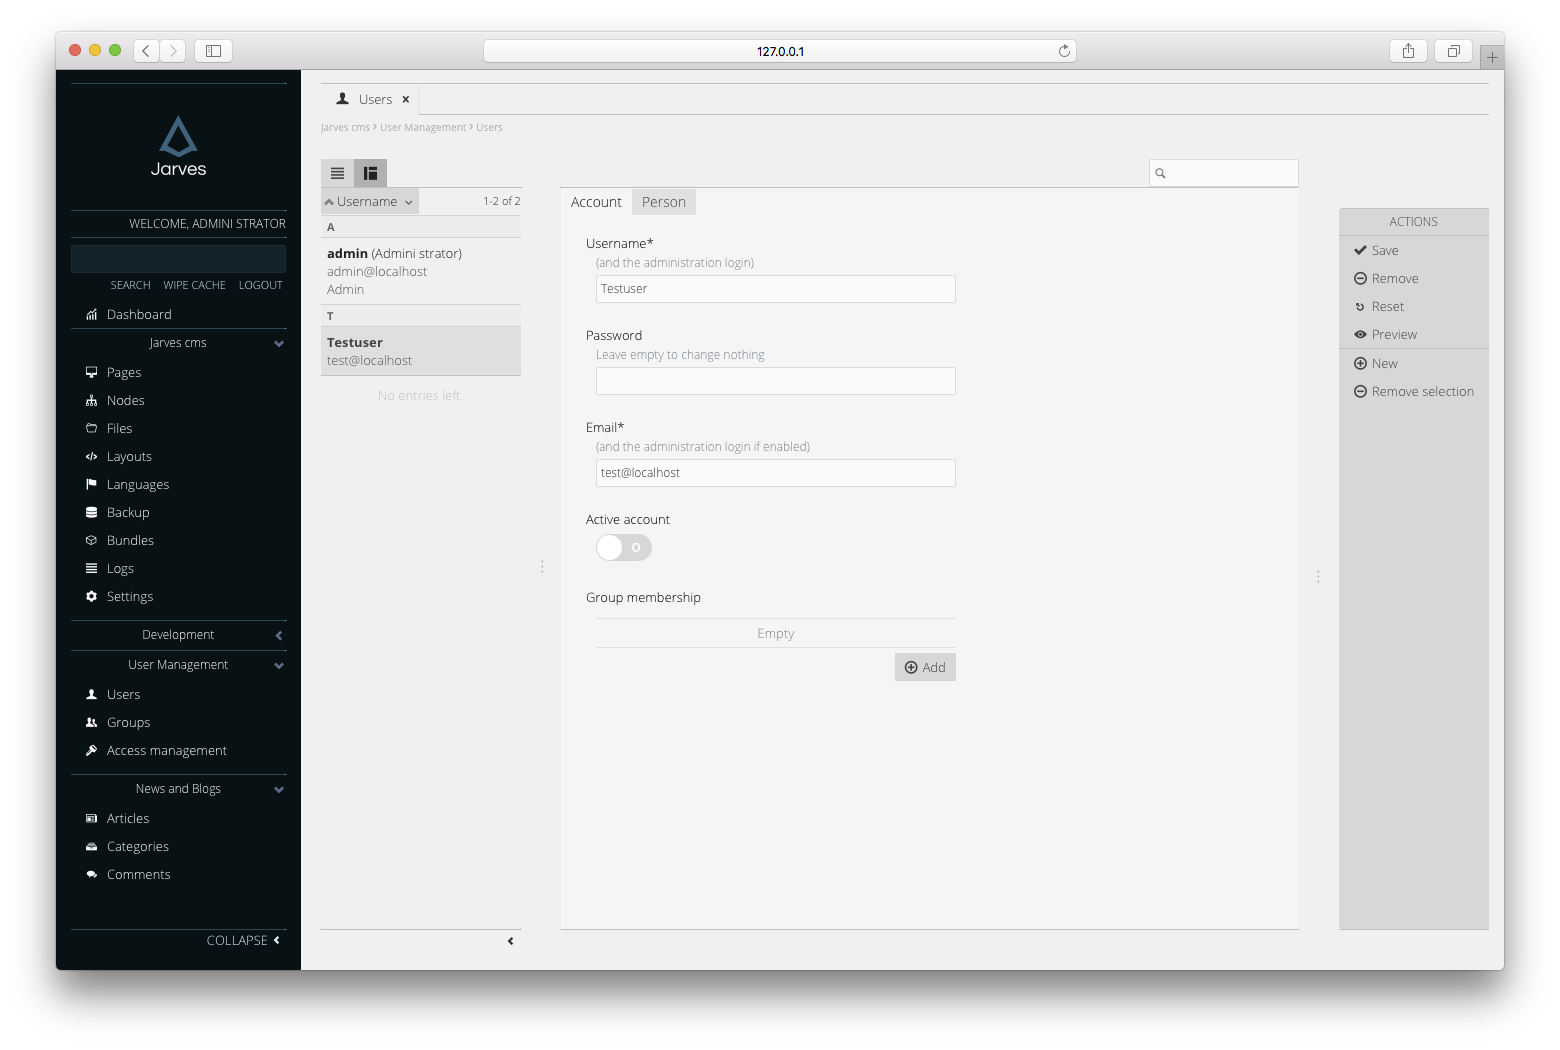 127.0.0.1
Jarves
WELCOME, ADMINI STRATOR
SEARCH WIPE CACHE LOGOUT
Dashboard
Jarves cms
Pages
Nodes
Files
Layouts
Languages
Backup
Bundles
Logs
Settings
Development
User Management
Users
Groups
Access management
News and Blogs
Articles
Categories
Comments
COLLAPSE
Users
Jarves cms › User Management › Users
Username 1-2 of 2
A
admin (Admini strator)
admin@localhost
Admin
T
Testuser
test@localhost
No entries left.
Account Person
Username*
(and the administration login)
Testuser
Password
Leave empty to change nothing
Email*
(and the administration login if enabled)
test@localhost
Active account
O
Group membership
Empty
Add
ACTIONS
Save
Remove
Reset
Preview
New
Remove selection